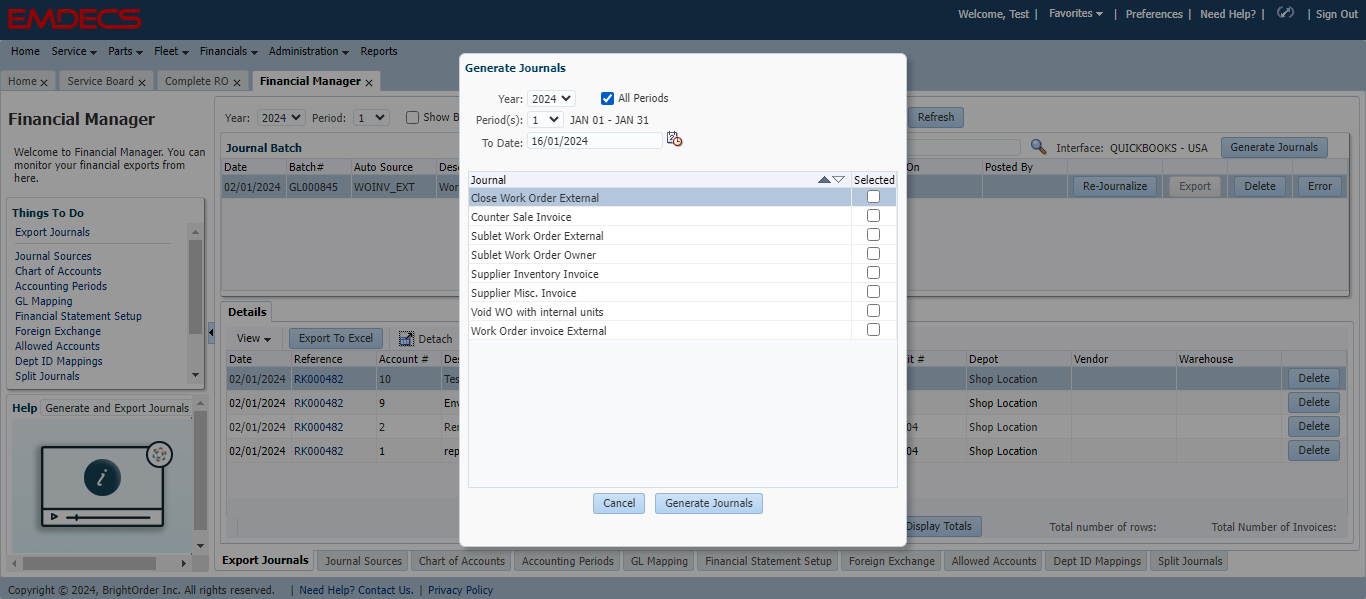 EMDECS
Welcome, Test | Favorites | Preferences | Need Help? | | Sign Out
Home Service Parts Fleet Financials Administration Reports
Home x Service Board x Complete RO x Financial Manager x
Financial Manager
Welcome to Financial Manager. You can
monitor your financial exports from
here.
Things To Do
Export Journals
Journal Sources
Chart of Accounts
Accounting Periods
GL Mapping
Financial Statement Setup
Foreign Exchange
Allowed Accounts
Dept ID Mappings
Split Journals
Help Generate and Export Journals
i
Year: 2024 Period: 1 Show B Refresh
Journal Batch Interface: QUICKBOOKS - USA Generate Journals
Date Batch# Auto Source On Posted By
02/01/2024 GL000845 WOINV_EXT Re-Journalize Export Delete Error
Generate Journals
Year: 2024 All Periods
Period(s): 1 JAN 01 - JAN 31
To Date: 16/01/2024
Journal Selected
Close Work Order External
Counter Sale Invoice
Sublet Work Order External
Sublet Work Order Owner
Supplier Inventory Invoice
Supplier Misc. Invoice
Void WO with internal units
Work Order invoice External
Cancel Generate Journals
Details
View Export To Excel Detach
Date Reference Account # it # Depot Vendor Warehouse
02/01/2024 RK000482 10 Tes Shop Location Delete
02/01/2024 RK000482 9 Env Shop Location Delete
02/01/2024 RK000482 2 Rer 04 Shop Location Delete
02/01/2024 RK000482 1 rep 04 Shop Location Delete
Display Totals Total number of rows: Total Number of Invoices:
Export Journals Journal Sources Chart of Accounts Accounting Periods GL Mapping Financial Statement Setup Foreign Exchange Allowed Accounts Dept ID Mappings Split Journals
Copyright © 2024, BrightOrder Inc. All rights reserved. | Need Help? Contact Us. | Privacy Policy